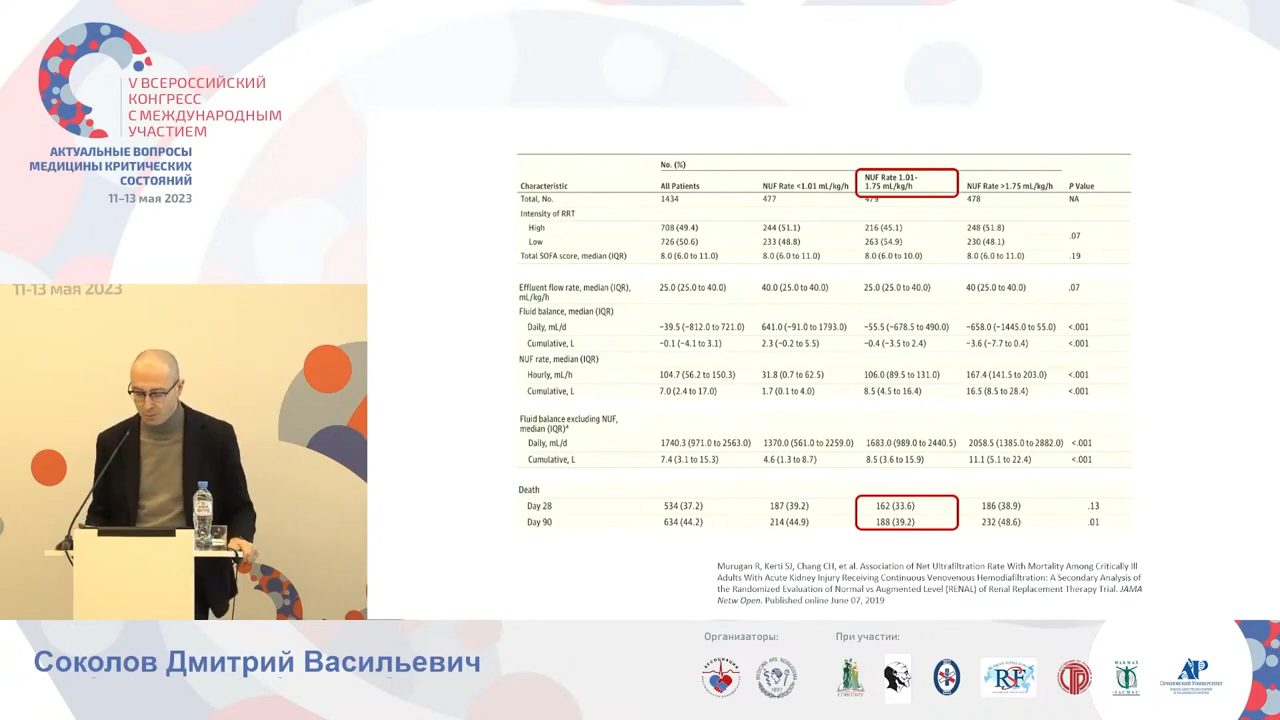 V ВСЕРОССИЙСКИЙ
КОНГРЕСС
С МЕЖДУНАРОДНЫМ
УЧАСТИЕМ
АКТУАЛЬНЫЕ ВОПРОСЫ
МЕДИЦИНЫ КРИТИЧЕСКИХ
СОСТОЯНИЙ
11–13 мая 2023
11-13 мая 2023
No. (%)
Characteristic All Patients NUF Rate <1.01 mL/kg/h NUF Rate 1.01-
1.75 mL/kg/h NUF Rate >1.75 mL/kg/h P Value
Total, No. 1434 477 479 478 NA
Intensity of RRT
High 708 (49.4) 244 (51.1) 216 (45.1) 248 (51.8)
.07
Low 726 (50.6) 233 (48.8) 263 (54.9) 230 (48.1)
Total SOFA score, median (IQR) 8.0 (6.0 to 11.0) 8.0 (6.0 to 11.0) 8.0 (6.0 to 10.0) 8.0 (6.0 to 11.0) .19
Effluent flow rate, median (IQR), 25.0 (25.0 to 40.0) 40.0 (25.0 to 40.0) 25.0 (25.0 to 40.0) 40 (25.0 to 40.0) .07
mL/kg/h
Fluid balance, median (IQR)
Daily, mL/d −39.5 (−812.0 to 721.0) 641.0 (−91.0 to 1793.0) −55.5 (−678.5 to 490.0) −658.0 (−1445.0 to 55.0) <.001
Cumulative, L −0.1 (−4.1 to 3.1) 2.3 (−0.2 to 5.5) −0.4 (−3.5 to 2.4) −3.6 (−7.7 to 0.4) <.001
NUF rate, median (IQR)
Hourly, mL/h 104.7 (56.2 to 150.3) 31.8 (0.7 to 62.5) 106.0 (89.5 to 131.0) 167.4 (141.5 to 203.0) <.001
Cumulative, L 7.0 (2.4 to 17.0) 1.7 (0.1 to 4.0) 8.5 (4.5 to 16.4) 16.5 (8.5 to 28.4) <.001
Fluid balance excluding NUF,
median (IQR)a
Daily, mL/d 1740.3 (971.0 to 2563.0) 1370.0 (561.0 to 2259.0) 1683.0 (989.0 to 2440.5) 2058.5 (1385.0 to 2882.0) <.001
Cumulative, L 7.4 (3.1 to 15.3) 4.6 (1.3 to 8.7) 8.5 (3.6 to 15.9) 11.1 (5.1 to 22.4) <.001
Death
Day 28 534 (37.2) 187 (39.2) 162 (33.6) 186 (38.9) .13
Day 90 634 (44.2) 214 (44.9) 188 (39.2) 232 (48.6) .01
Murugan R, Kerti SJ, Chang CH, et al. Association of Net Ultrafiltration Rate With Mortality Among Critically Ill
Adults With Acute Kidney Injury Receiving Continuous Venovenous Hemodiafiltration: A Secondary Analysis of
the Randomized Evaluation of Normal vs Augmented Level (RENAL) of Renal Replacement Therapy Trial. JAMA
Netw Open. Published online June 07, 2019
Соколов Дмитрий Васильевич
Организаторы: При участии: